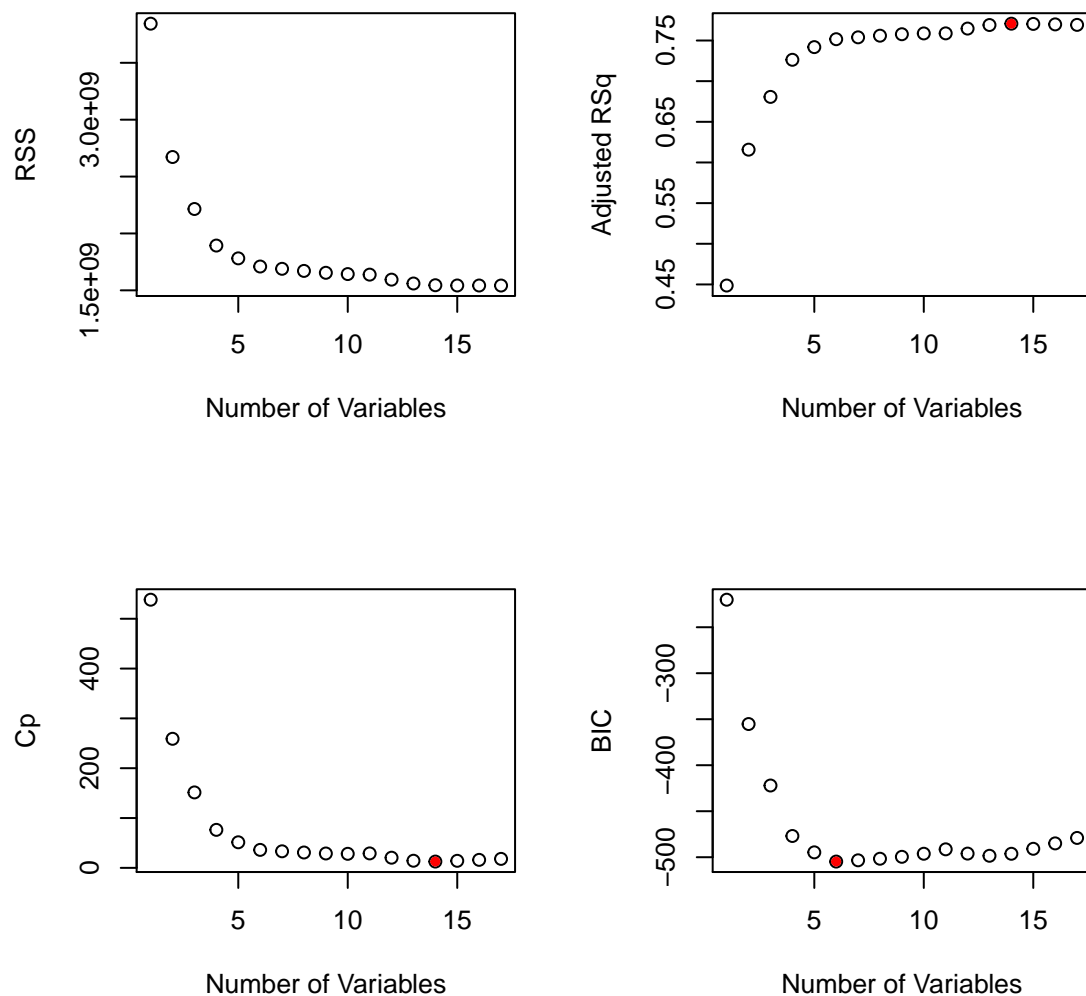 RSS
1.5e+09
3.0e+09
5
10
15
Number of Variables
Adjusted RSq
0.45
0.55
0.65
0.75
5
10
15
Number of Variables
Cp
0
200
400
5
10
15
Number of Variables
BIC
−500
−400
−300
5
10
15
Number of Variables